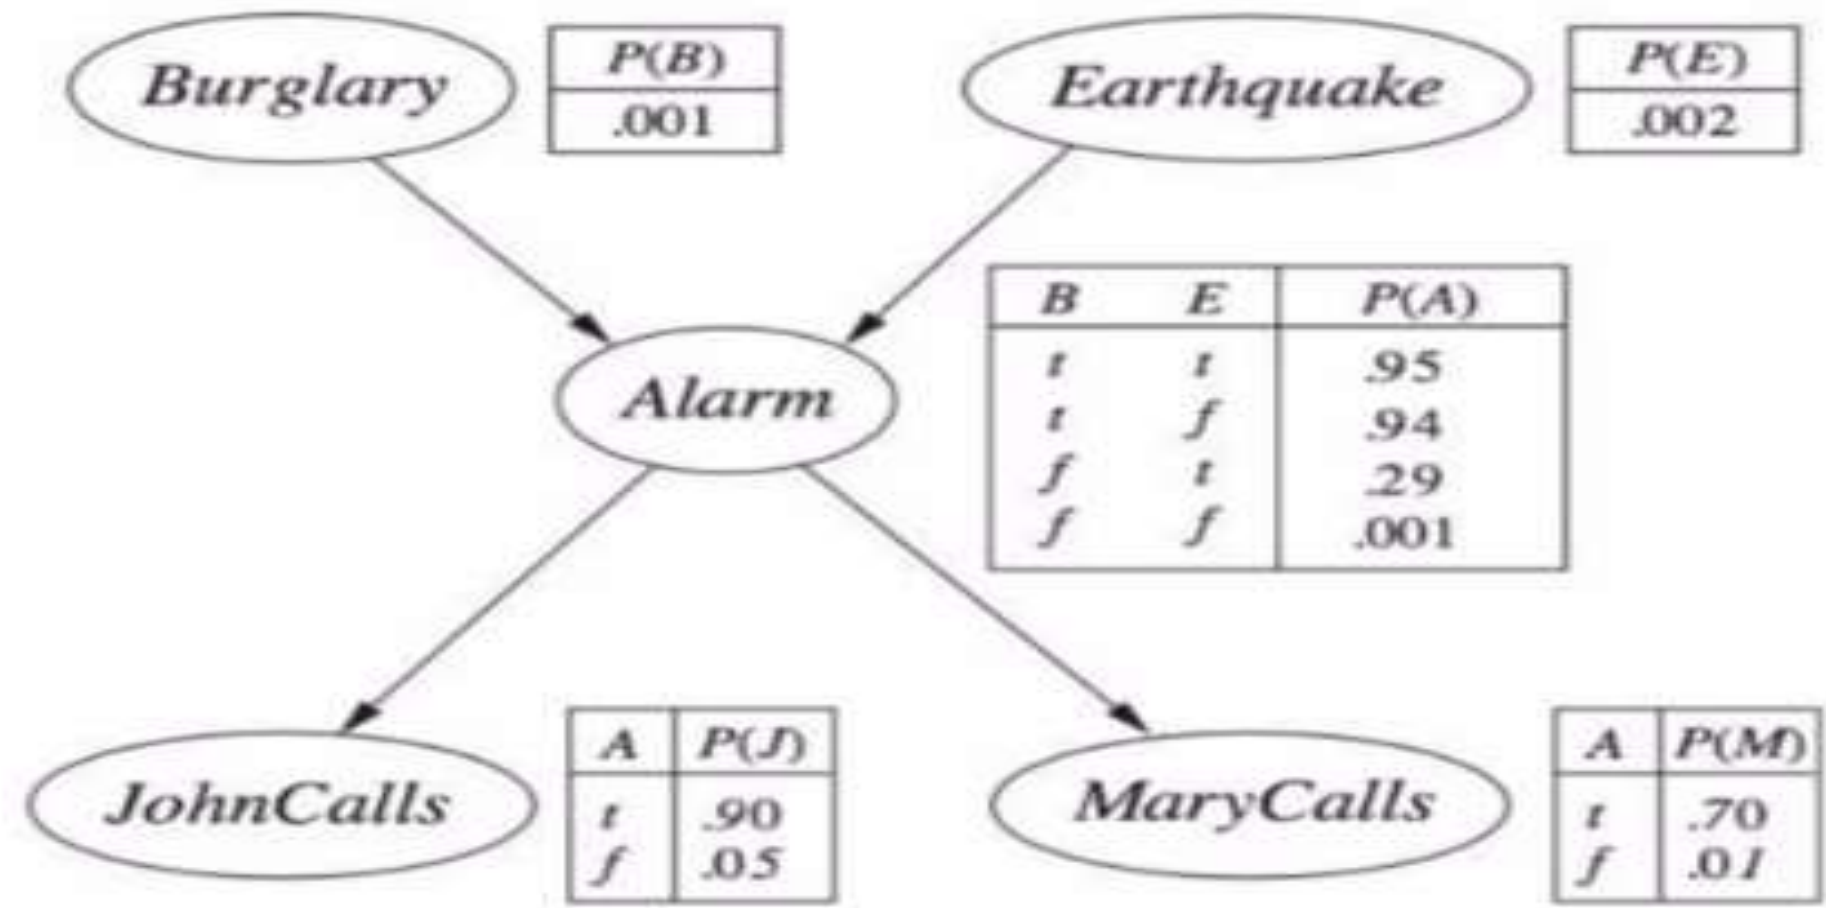 Burglary
P(B)
.001
Earthquake
P(E)
.002
Alarm
B E P(A)
t t .95
t f .94
f t .29
f f .001
JohnCalls
A P(J)
t .90
f .05
MaryCalls
A P(M)
t .70
f .01